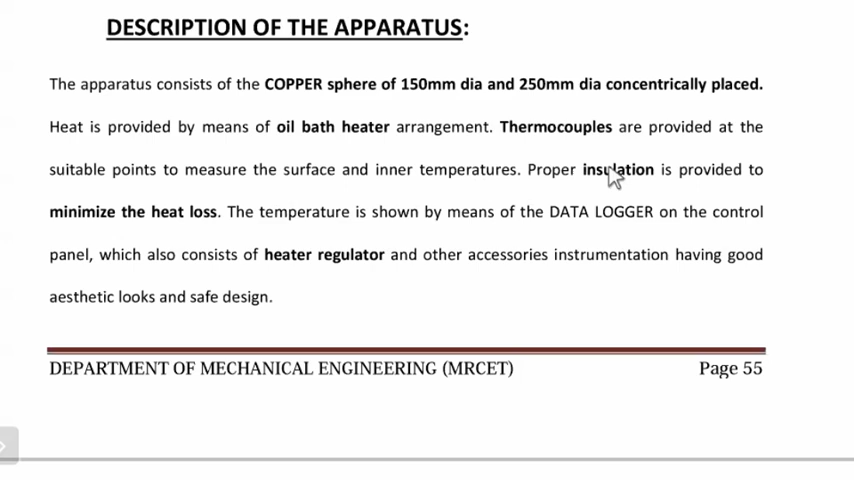 DESCRIPTION OF THE APPARATUS:
The apparatus consists of the COPPER sphere of 150mm dia and 250mm dia concentrically placed.
Heat is provided by means of oil bath heater arrangement. Thermocouples are provided at the
suitable points to measure the surface and inner temperatures. Proper insulation is provided to
minimize the heat loss. The temperature is shown by means of the DATA LOGGER on the control
panel, which also consists of heater regulator and other accessories instrumentation having good
aesthetic looks and safe design.
DEPARTMENT OF MECHANICAL ENGINEERING (MRCET) Page 55